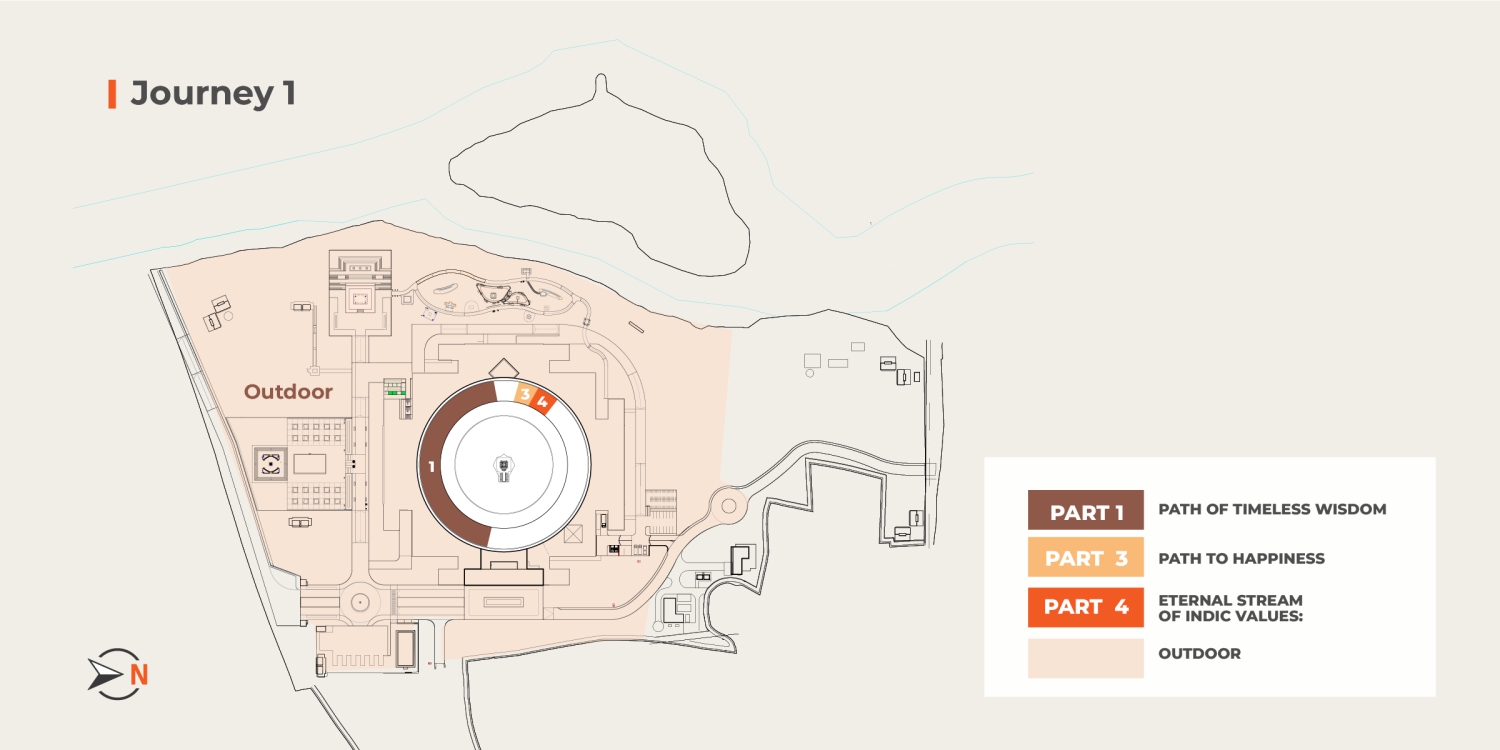 Journey 1
Outdoor
1
3
4
N
PART 1
PATH OF TIMELESS WISDOM
PART 3
PATH TO HAPPINESS
PART 4
ETERNAL STREAM
OF INDIC VALUES:
OUTDOOR